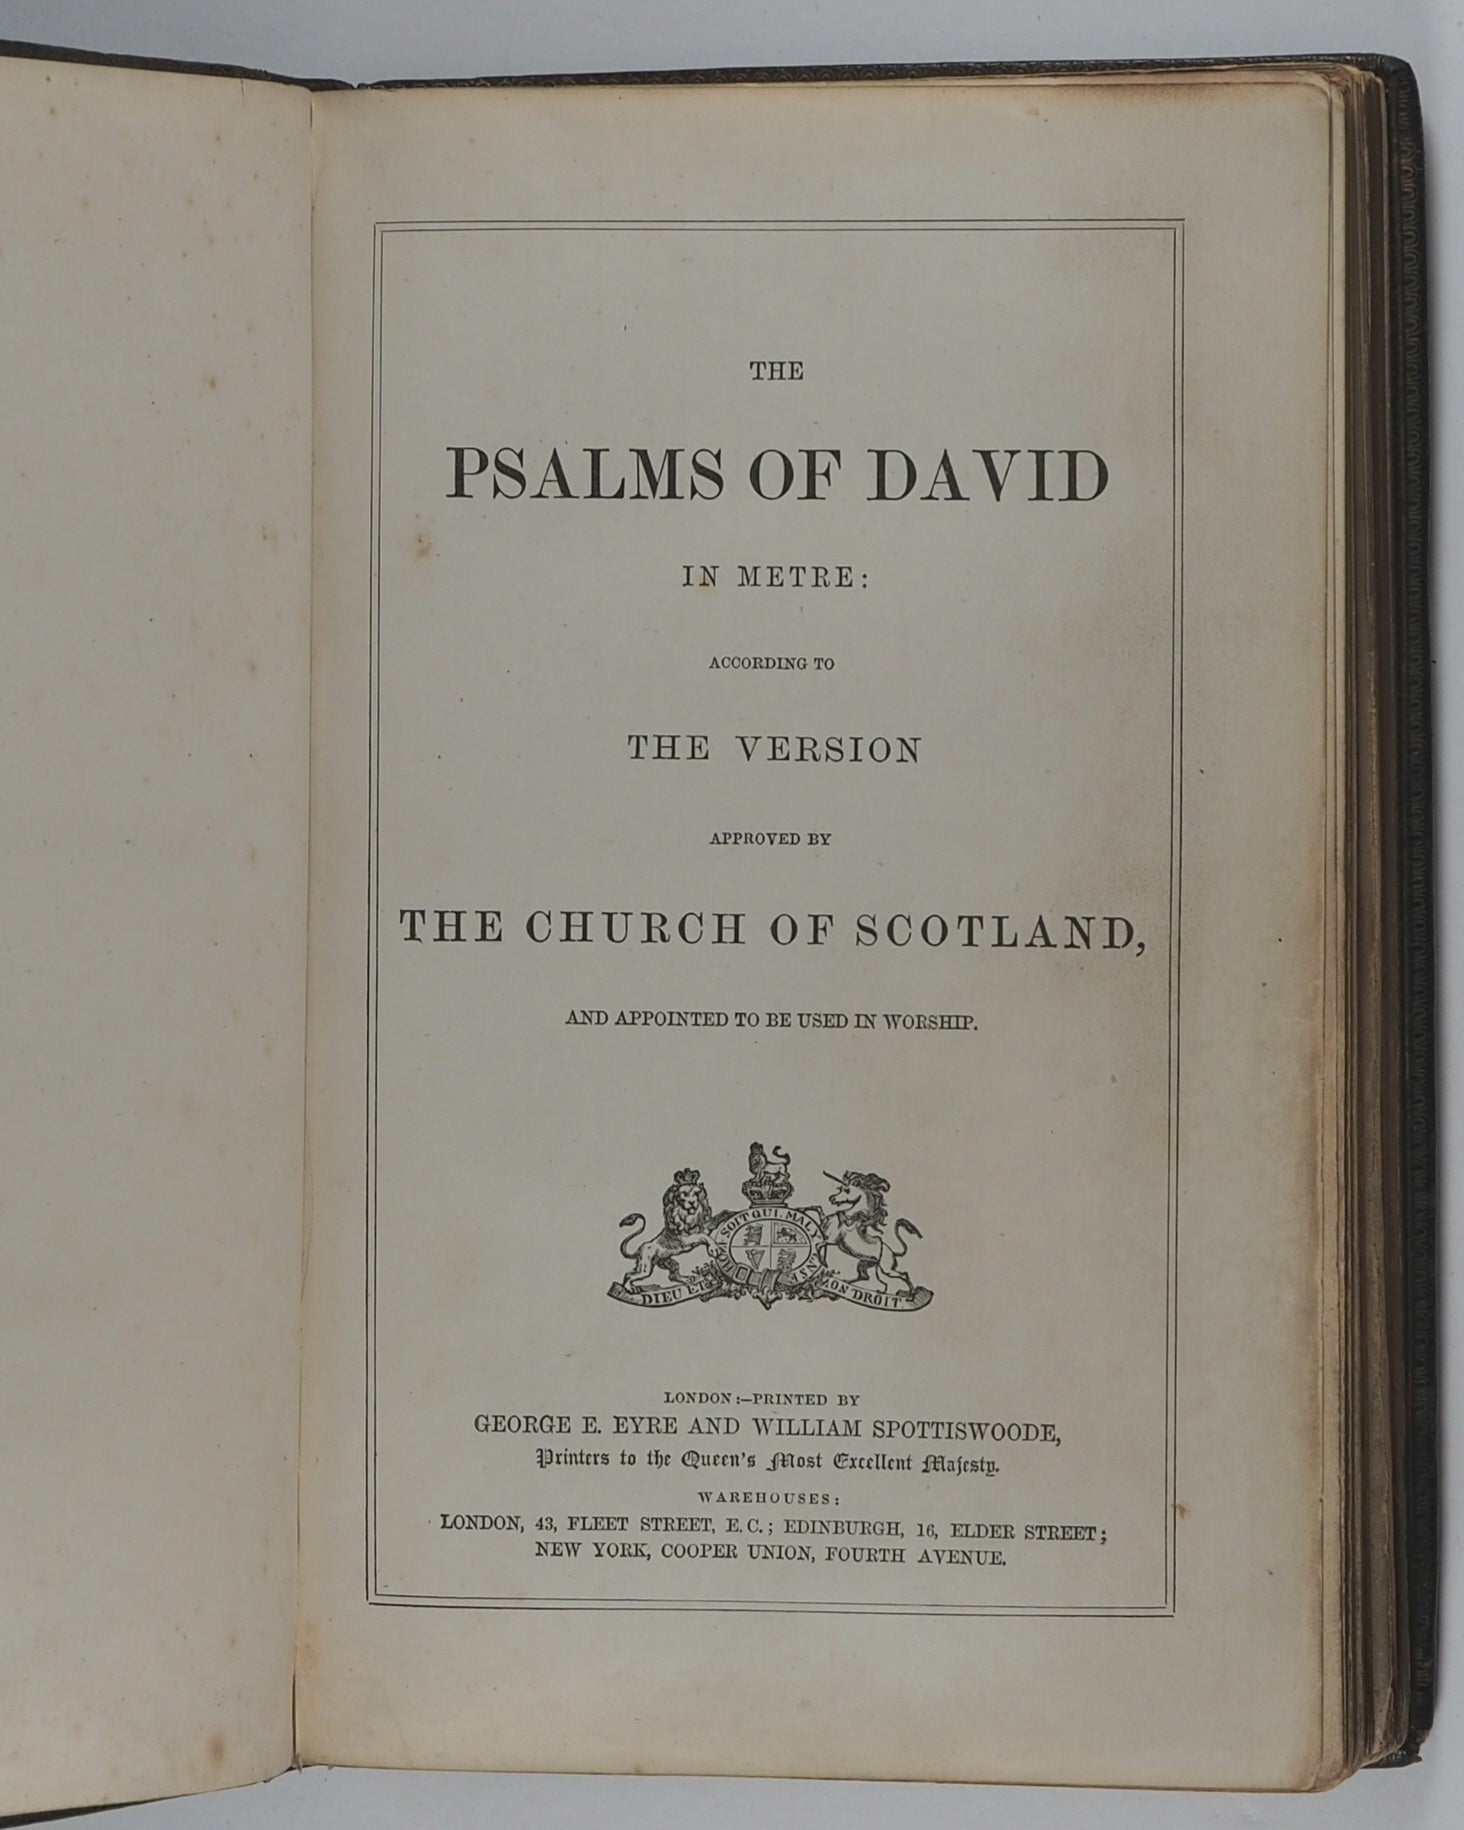 THE
PSALMS OF DAVID
IN METRE:
ACCORDING TO
THE VERSION
APPROVED BY
THE CHURCH OF SCOTLAND,
AND APPOINTED TO BE USED IN WORSHIP.
SOIT QUI MAL Y
DIEU ET MON DROIT
LONDON:—PRINTED BY
GEORGE E. EYRE AND WILLIAM SPOTTISWOODE,
Printers to the Queen's Most Excellent Majesty.
WAREHOUSES:
LONDON, 43, FLEET STREET, E.C.; EDINBURGH, 16, ELDER STREET;
NEW YORK, COOPER UNION, FOURTH AVENUE.